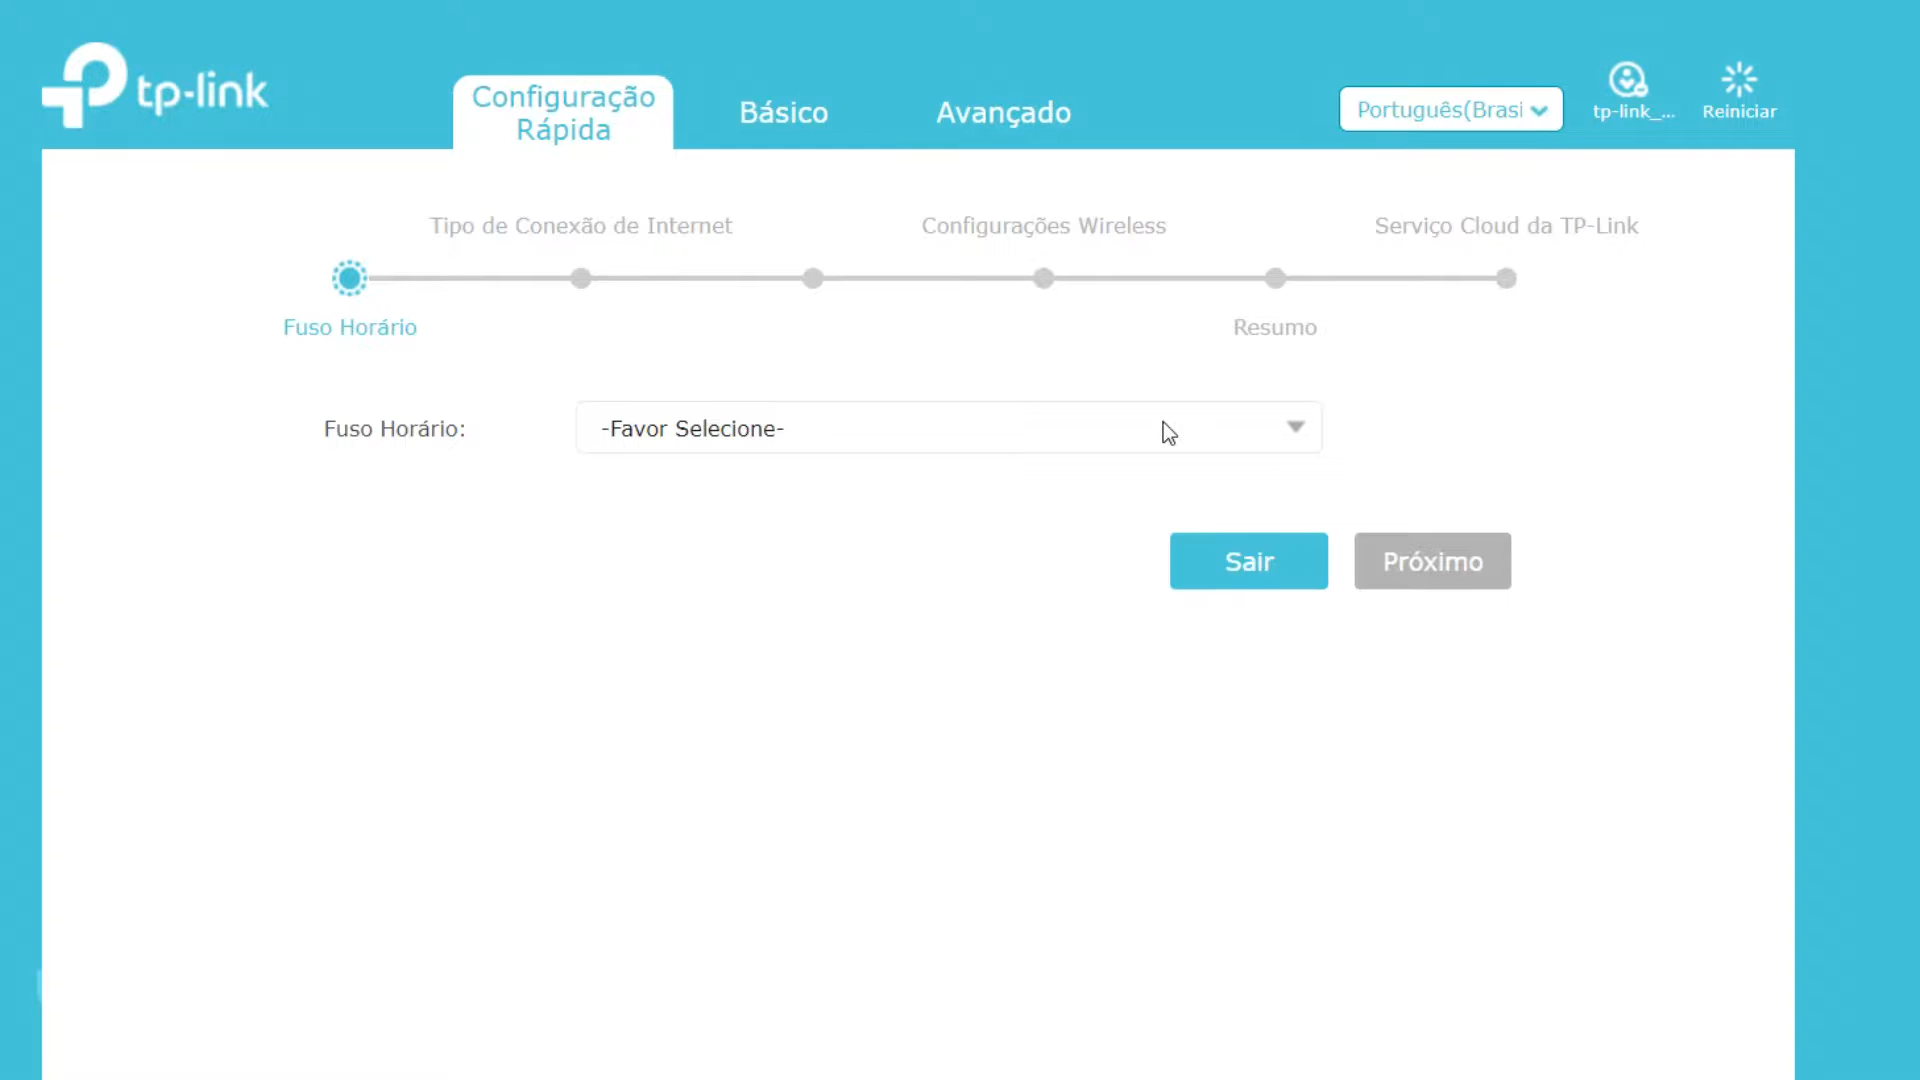 tp-link
Configuração
Rápida
Básico
Avançado
Português(Brasi
tp-link_...
Reiniciar
Tipo de Conexão de Internet
Configurações Wireless
Serviço Cloud da TP-Link
Fuso Horário
Resumo
Fuso Horário:
-Favor Selecione-
Sair
Próximo